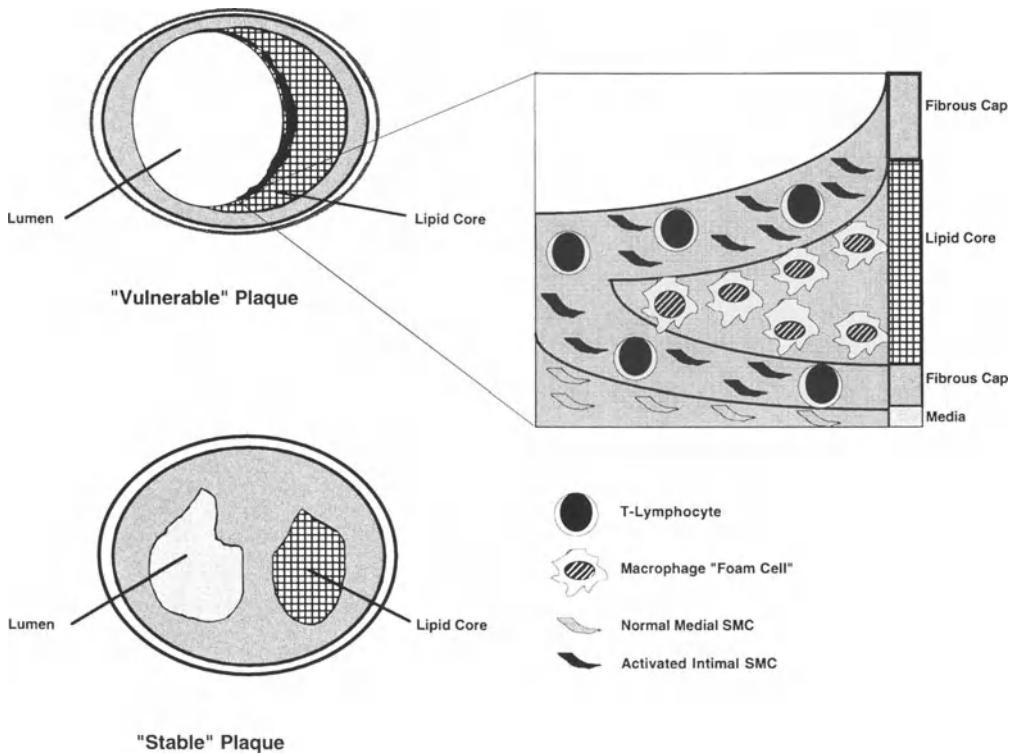 Lumen
Lipid Core
"Vulnerable" Plaque
Fibrous Cap
Lipid Core
Fibrous Cap
Media
Lumen
Lipid Core
"Stable" Plaque
T-Lymphocyte
Macrophage "Foam Cell"
Normal Medial SMC
Activated Intimal SMC